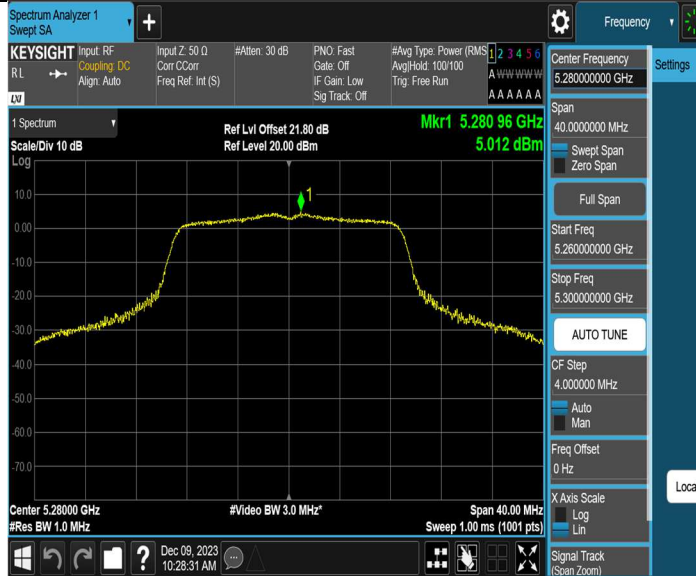 Spectrum Analyzer 1
Swept SA
Frequency
KEYSIGHT
RL
LXI
Input: RF
Coupling: DC
Align: Auto
Input Z: 50 Ω
Corr CCorr
Freq Ref: Int (S)
#Atten: 30 dB
PNO: Fast
Gate: Off
IF Gain: Low
Sig Track: Off
#Avg Type: Power (RMS
Avg|Hold: 100/100
Trig: Free Run
1 2 3 4 5 6
A W W W W W
A A A A A A
1 Spectrum
Scale/Div 10 dB
Ref Lvl Offset 21.80 dB
Ref Level 20.00 dBm
Mkr1 5.280 96 GHz
5.012 dBm
Log
1
10.0
0.00
-10.0
-20.0
-30.0
-40.0
-50.0
-60.0
-70.0
Center 5.28000 GHz
#Video BW 3.0 MHz*
Span 40.00 MHz
#Res BW 1.0 MHz
Sweep 1.00 ms (1001 pts)
Center Frequency
5.280000000 GHz
Settings
Span
40.0000000 MHz
Swept Span
Zero Span
Full Span
Start Freq
5.260000000 GHz
Stop Freq
5.300000000 GHz
AUTO TUNE
CF Step
4.000000 MHz
Auto
Man
Freq Offset
0 Hz
X Axis Scale
Log
Lin
Loca
Signal Track
(Span Zoom)
?
Dec 09, 2023
10:28:31 AM